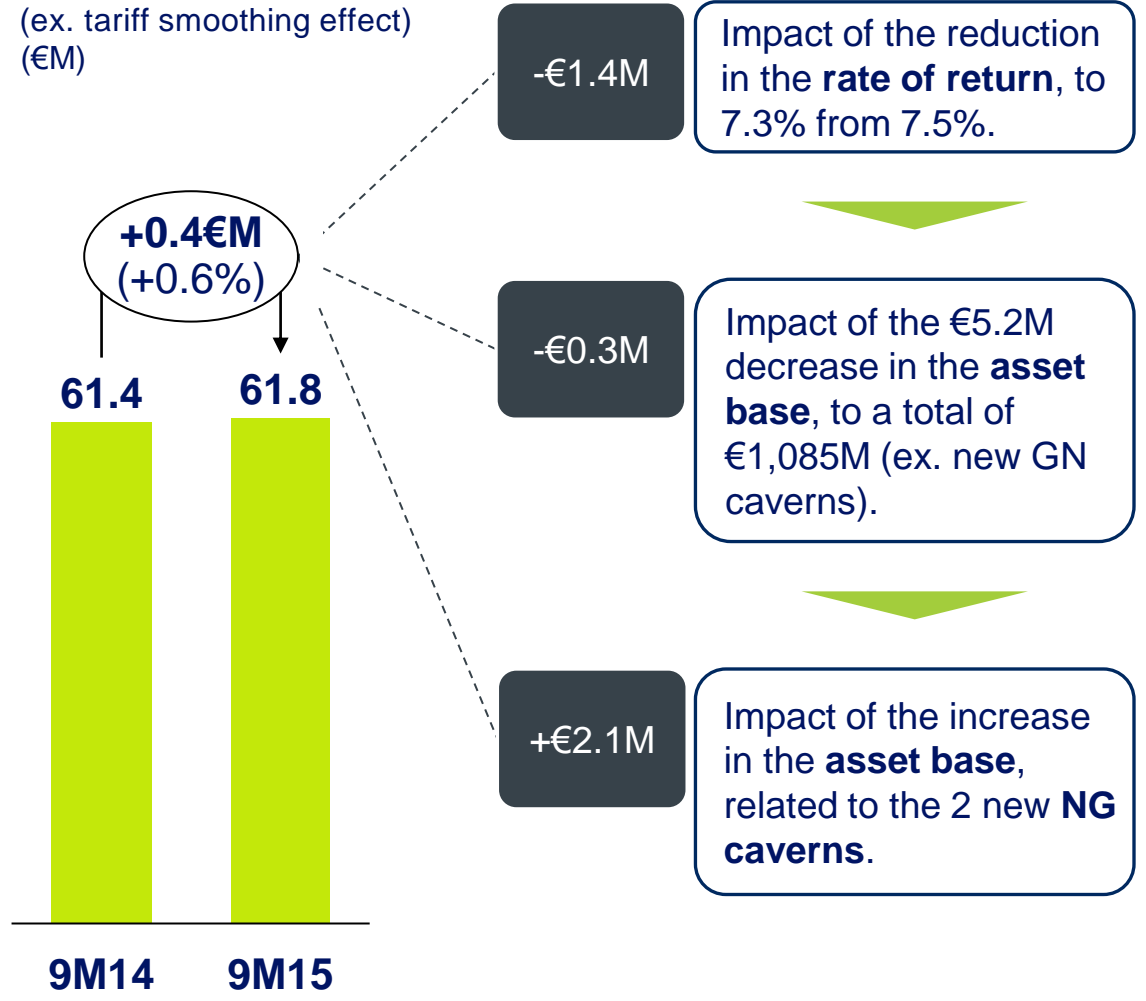 (ex. tariff smoothing effect)
(€M)
+0.4€M
(+0.6%)
61.4
61.8
9M14
9M15
-€1.4M
Impact of the reduction
in the rate of return, to
7.3% from 7.5%.
-€0.3M
Impact of the €5.2M
decrease in the asset
base, to a total of
€1,085M (ex. new GN
caverns).
+€2.1M
Impact of the increase
in the asset base,
related to the 2 new NG
caverns.